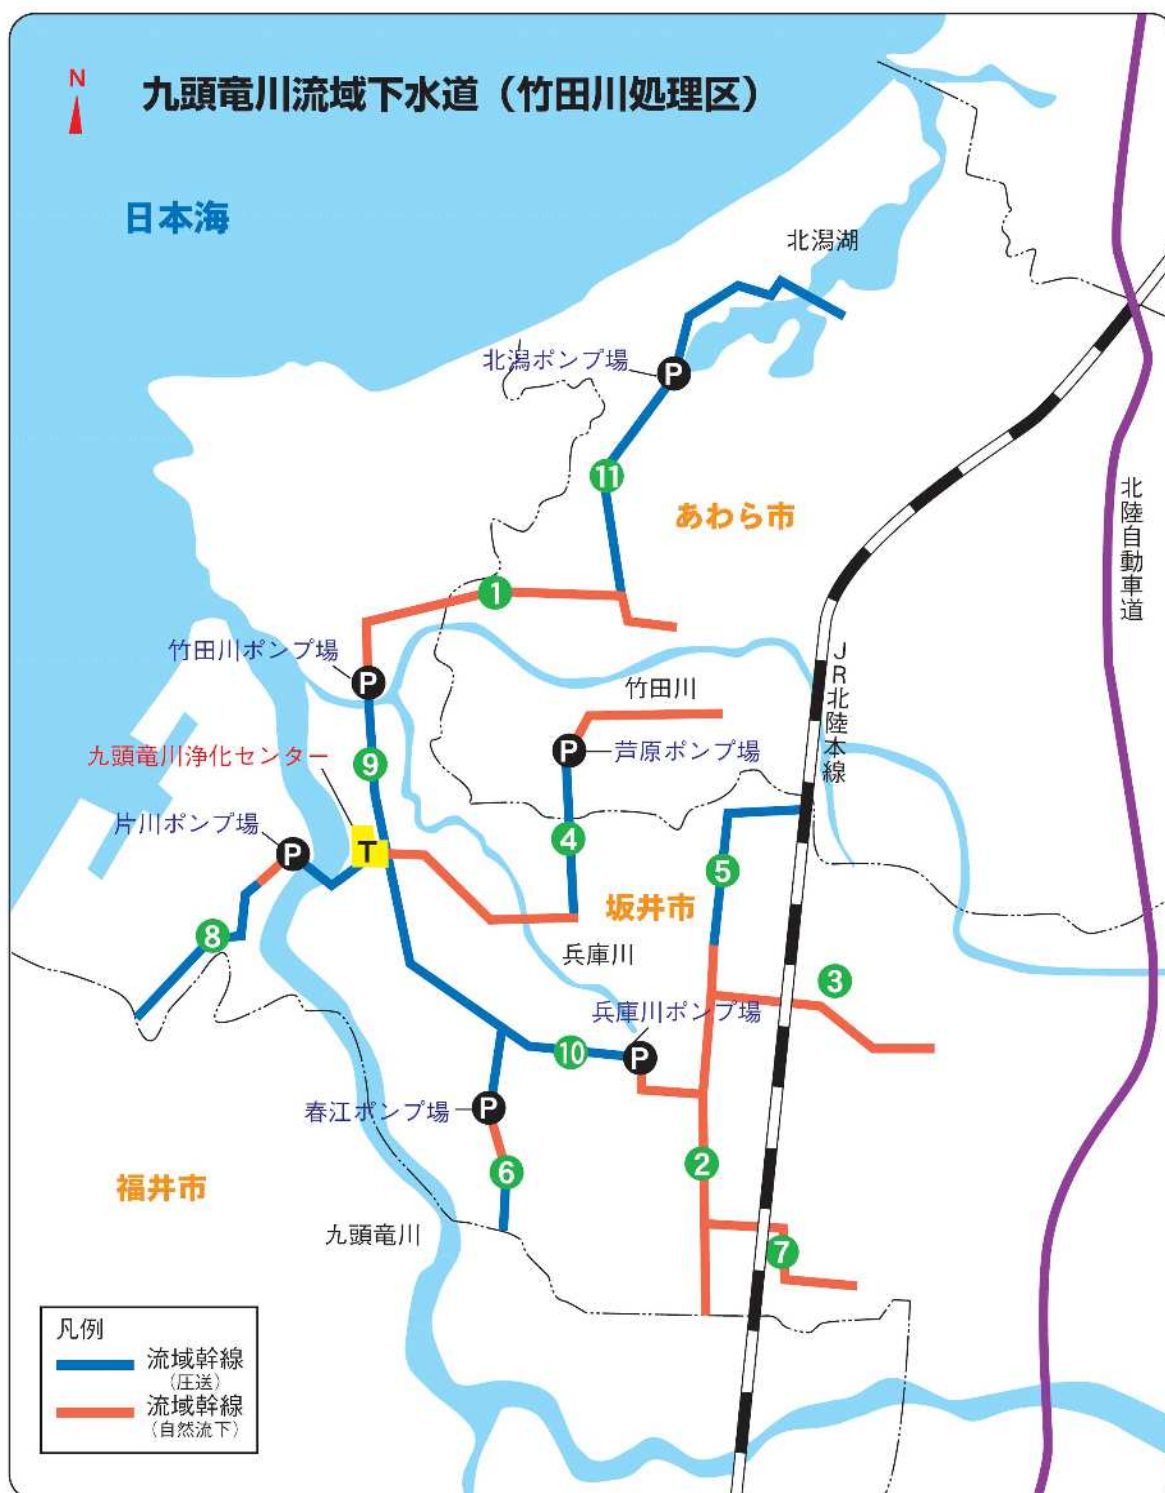 N
九頭竜川流域下水道（竹田川処理区）
日本海
北潟湖
北潟ポンプ場
P
11
あわら市
北陸自動車道
1
竹田川ポンプ場
P
JR北陸本線
竹田川
九頭竜川浄化センター
9
P
芦原ポンプ場
片川ポンプ場
P
T
4
5
坂井市
8
兵庫川
3
兵庫川ポンプ場
10
P
春江ポンプ場
P
2
6
福井市
九頭竜川
7
凡例
流域幹線
（圧送）
流域幹線
（自然流下）